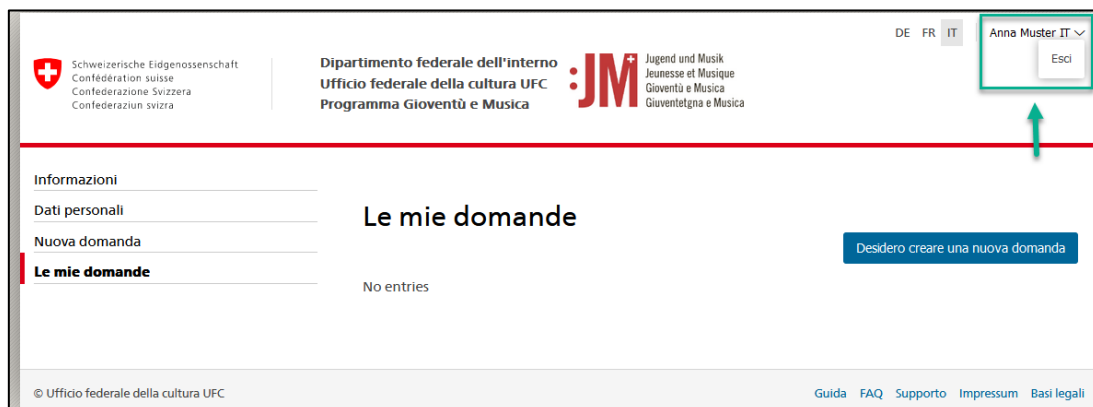 DE FR IT Anna Muster IT
Esci
Schweizerische Eidgenossenschaft
Confédération suisse
Confederazione Svizzera
Confederaziun svizra
Dipartimento federale dell'interno
Ufficio federale della cultura UFC
Programma Gioventù e Musica
:JM
Jugend und Musik
Jeunesse et Musique
Gioventù e Musica
Giuventetgna e Musica
Informazioni
Dati personali
Nuova domanda
Le mie domande
Le mie domande
Desidero creare una nuova domanda
No entries
© Ufficio federale della cultura UFC
Guida FAQ Supporto Impressum Basi legali